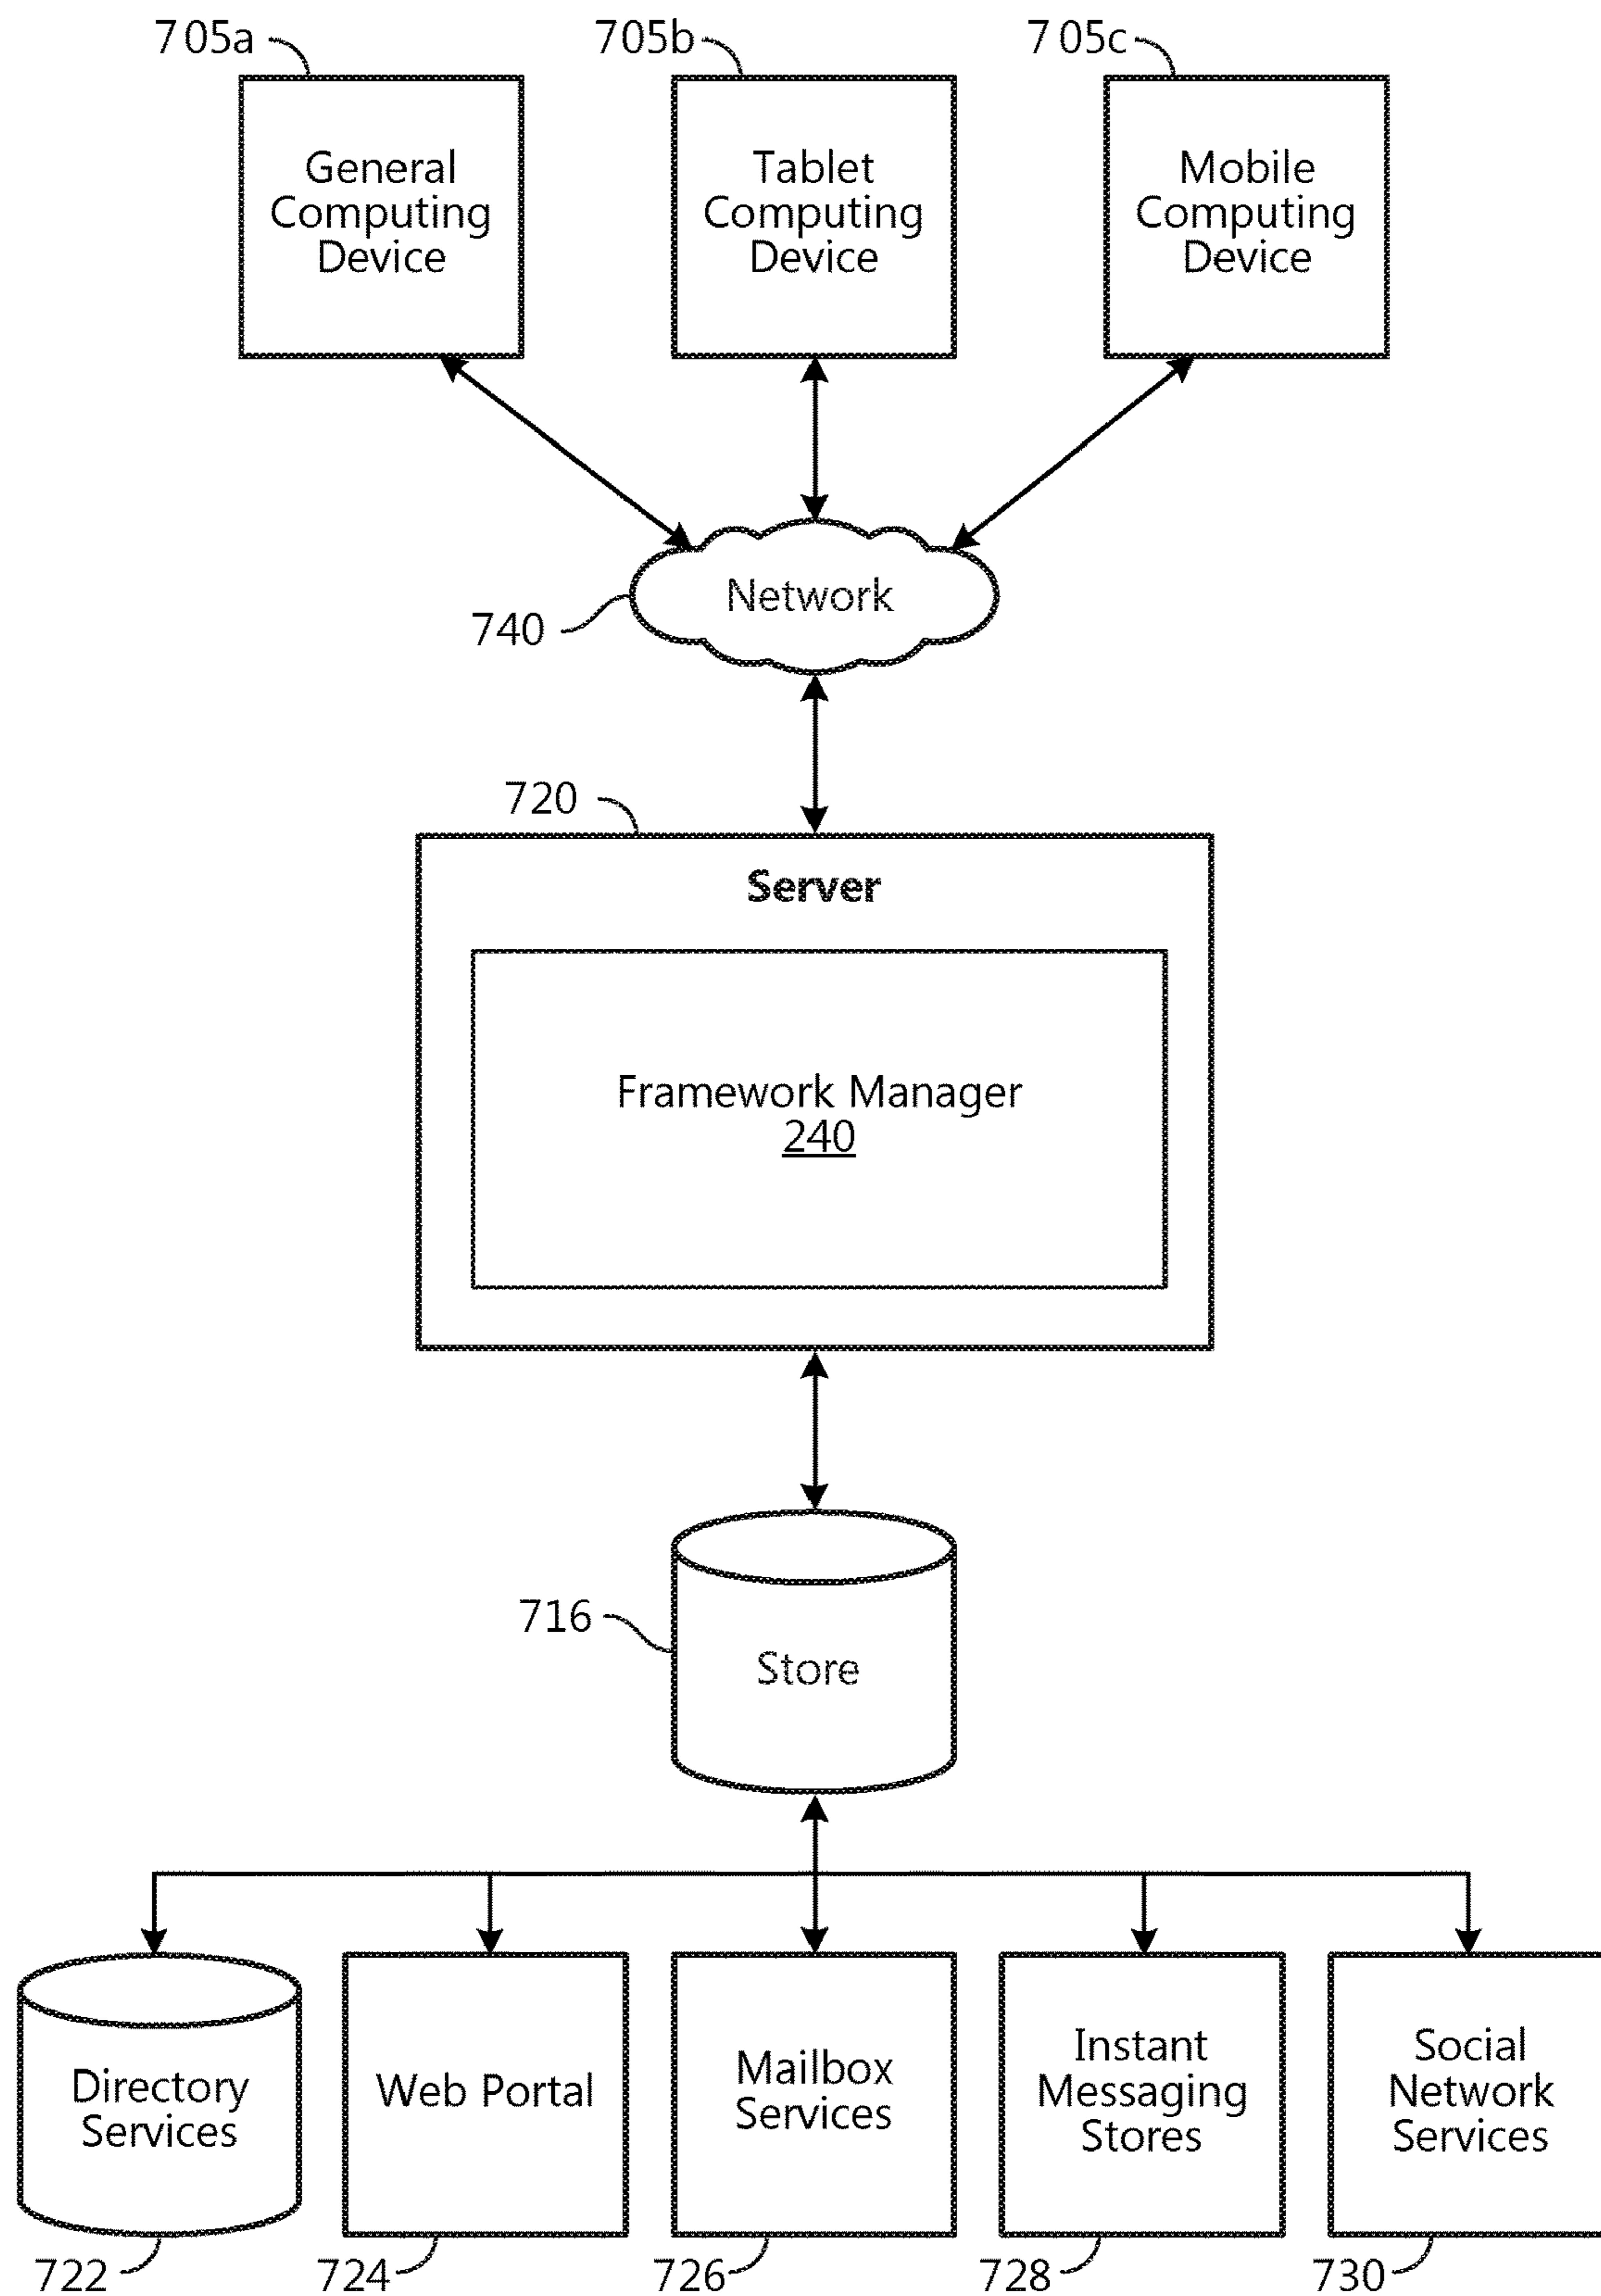 705a 705b 705c
General Computing Device
Tablet Computing Device
Mobile Computing Device
Network
740
720
Server
Framework Manager
240
716
Store
Directory Services
Web Portal
Mailbox Services
Instant Messaging Stores
Social Network Services
722 724 726 728 730